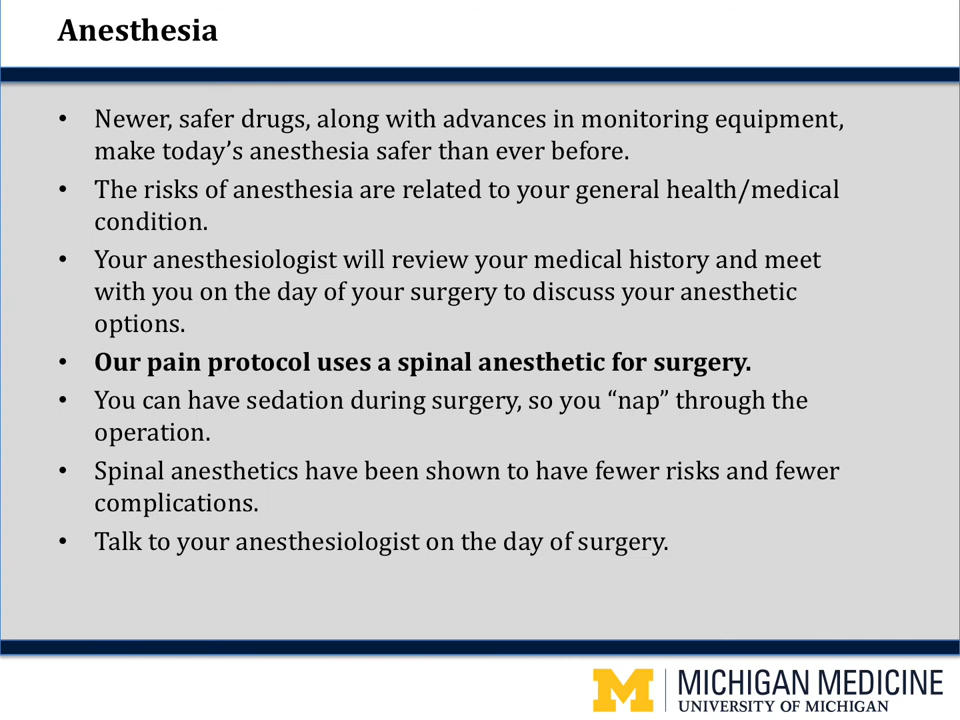 Anesthesia
• Newer, safer drugs, along with advances in monitoring equipment,
make today’s anesthesia safer than ever before.
• The risks of anesthesia are related to your general health/medical
condition.
• Your anesthesiologist will review your medical history and meet
with you on the day of your surgery to discuss your anesthetic
options.
• Our pain protocol uses a spinal anesthetic for surgery.
• You can have sedation during surgery, so you “nap” through the
operation.
• Spinal anesthetics have been shown to have fewer risks and fewer
complications.
• Talk to your anesthesiologist on the day of surgery.
M
MICHIGAN MEDICINE
UNIVERSITY OF MICHIGAN